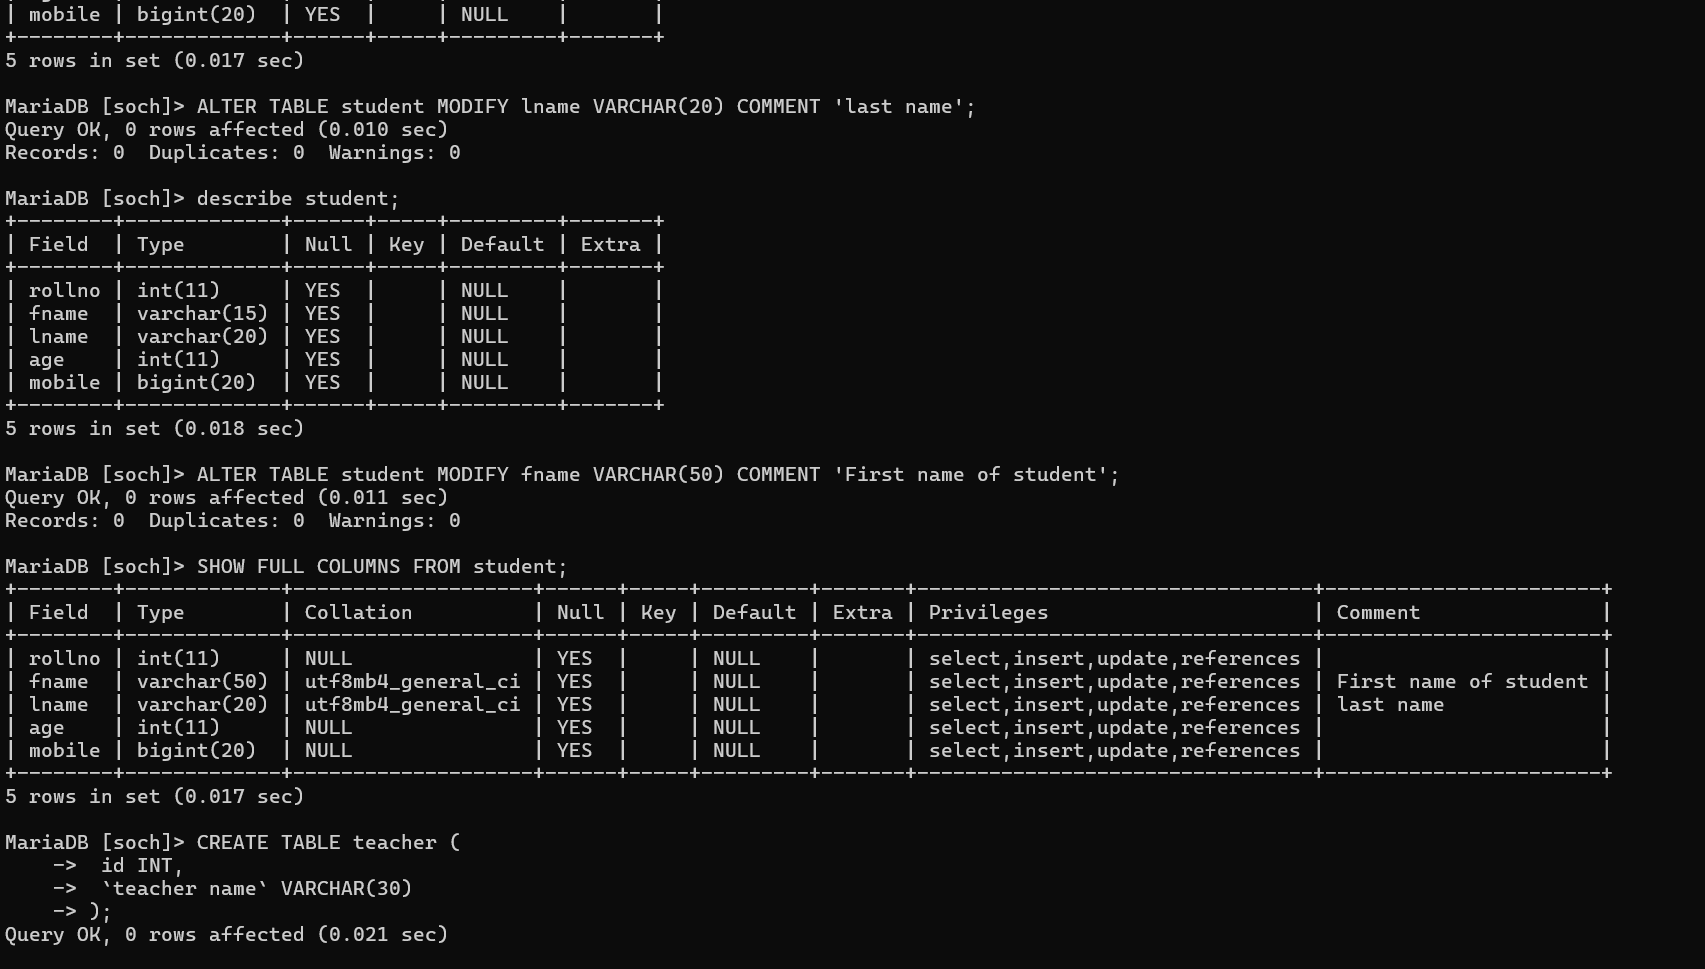 | mobile | bigint(20)  | YES  |     | NULL    |       |
+--------+-------------+------+-----+---------+-------+
5 rows in set (0.017 sec)

MariaDB [soch]> ALTER TABLE student MODIFY lname VARCHAR(20) COMMENT 'last name';
Query OK, 0 rows affected (0.010 sec)
Records: 0  Duplicates: 0  Warnings: 0

MariaDB [soch]> describe student;
+--------+-------------+------+-----+---------+-------+
| Field  | Type        | Null | Key | Default | Extra |
+--------+-------------+------+-----+---------+-------+
| rollno | int(11)     | YES  |     | NULL    |       |
| fname  | varchar(15) | YES  |     | NULL    |       |
| lname  | varchar(20) | YES  |     | NULL    |       |
| age    | int(11)     | YES  |     | NULL    |       |
| mobile | bigint(20)  | YES  |     | NULL    |       |
+--------+-------------+------+-----+---------+-------+
5 rows in set (0.018 sec)

MariaDB [soch]> ALTER TABLE student MODIFY fname VARCHAR(50) COMMENT 'First name of student';
Query OK, 0 rows affected (0.011 sec)
Records: 0  Duplicates: 0  Warnings: 0

MariaDB [soch]> SHOW FULL COLUMNS FROM student;
+--------+-------------+--------------------+------+-----+---------+-------+---------------------------------+-----------------------+
| Field  | Type        | Collation          | Null | Key | Default | Extra | Privileges                      | Comment               |
+--------+-------------+--------------------+------+-----+---------+-------+---------------------------------+-----------------------+
| rollno | int(11)     | NULL               | YES  |     | NULL    |       | select,insert,update,references |                       |
| fname  | varchar(50) | utf8mb4_general_ci | YES  |     | NULL    |       | select,insert,update,references | First name of student |
| lname  | varchar(20) | utf8mb4_general_ci | YES  |     | NULL    |       | select,insert,update,references | last name             |
| age    | int(11)     | NULL               | YES  |     | NULL    |       | select,insert,update,references |                       |
| mobile | bigint(20)  | NULL               | YES  |     | NULL    |       | select,insert,update,references |                       |
+--------+-------------+--------------------+------+-----+---------+-------+---------------------------------+-----------------------+
5 rows in set (0.017 sec)

MariaDB [soch]> CREATE TABLE teacher (
    ->  id INT,
    ->  `teacher name` VARCHAR(30)
    -> );
Query OK, 0 rows affected (0.021 sec)